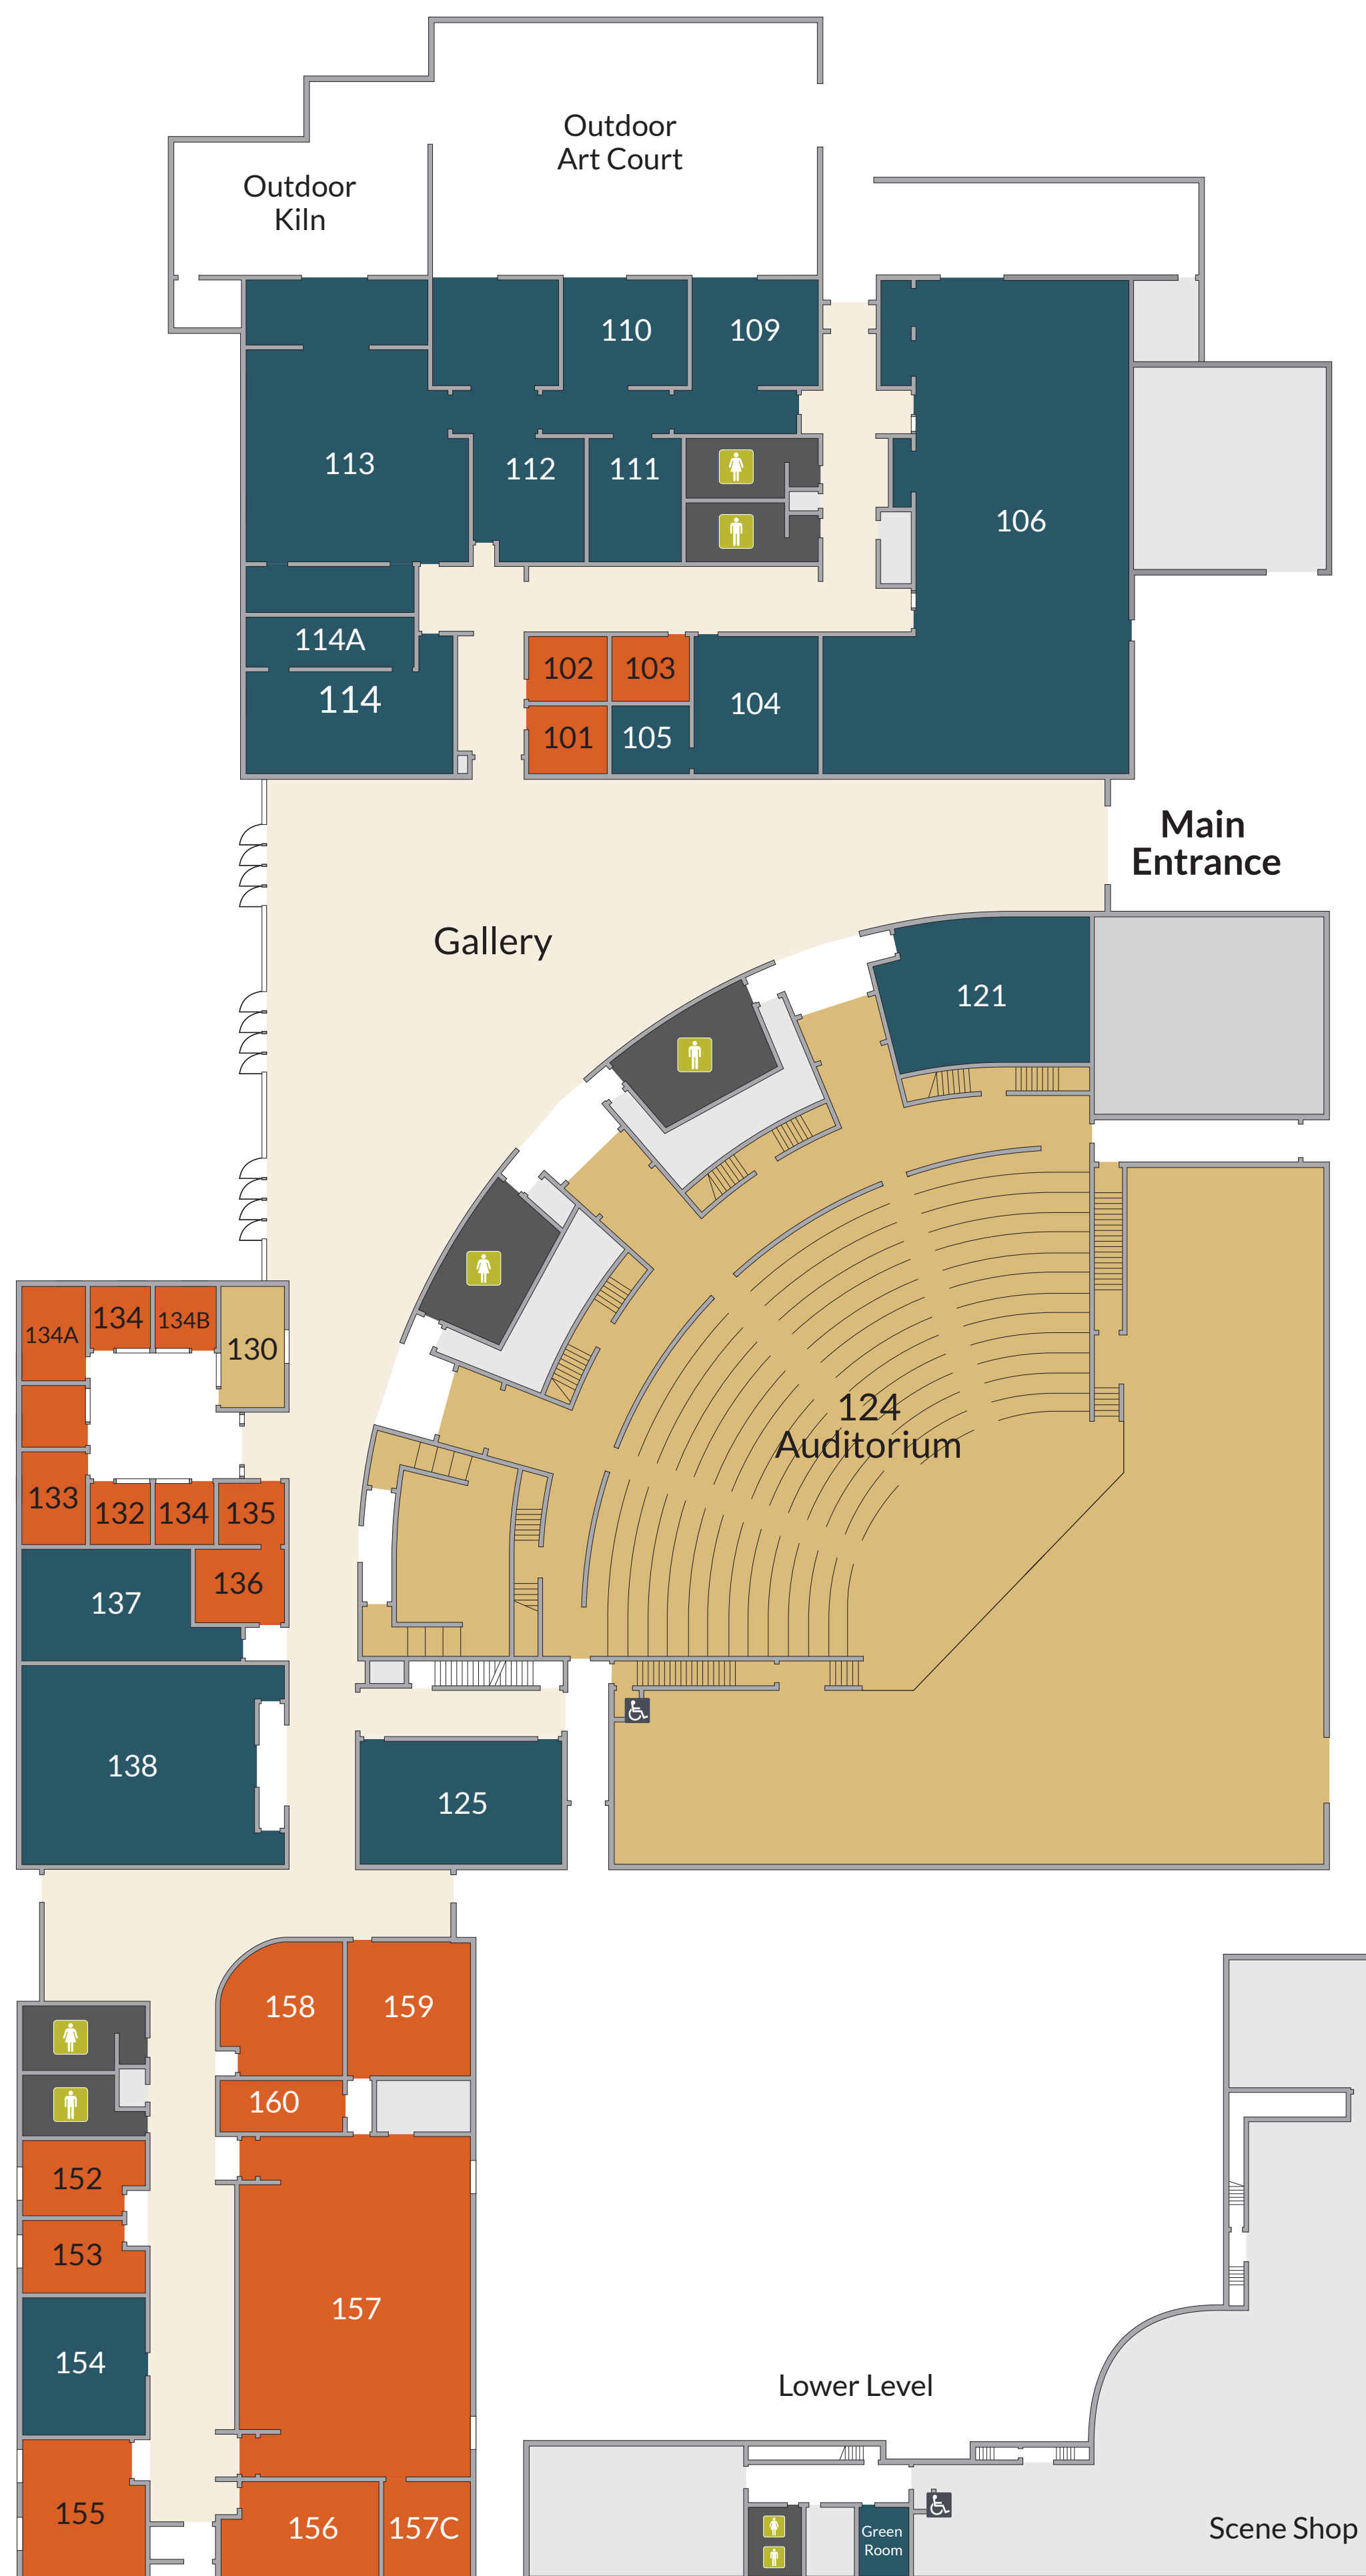 Outdoor
Art Court
Outdoor
Kiln
110
109
113
112
111
106
114A
114
102
103
104
101
105
Main
Entrance
Gallery
121
134A
134
134B
130
124
Auditorium
133
132
134
135
136
137
138
125
158
159
160
152
153
157
154
Lower Level
155
156
157C
Green
Room
Scene Shop